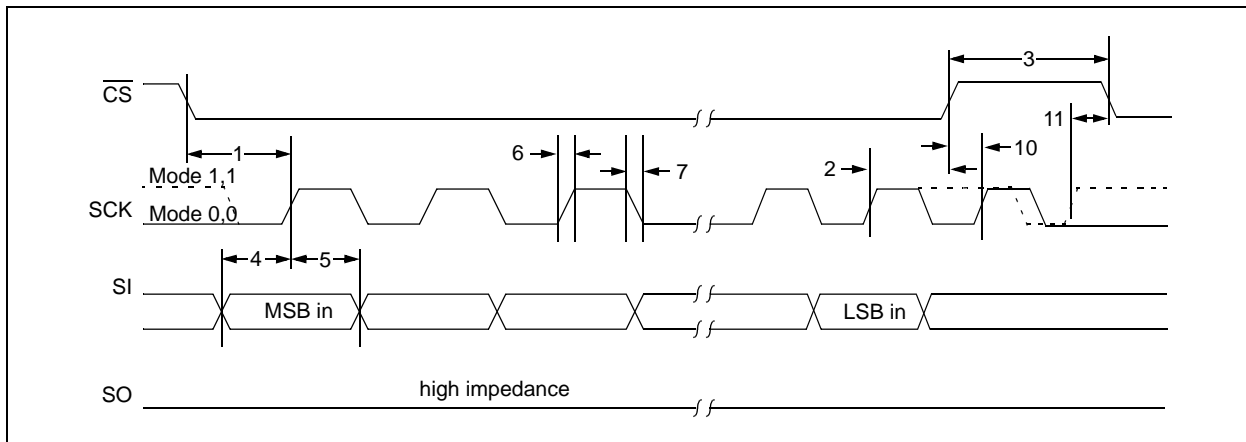 3
CS
11
1
6
2
10
Mode 1,1
7
SCK
Mode 0,0
4
5
SI
MSB in
LSB in
SO
high impedance